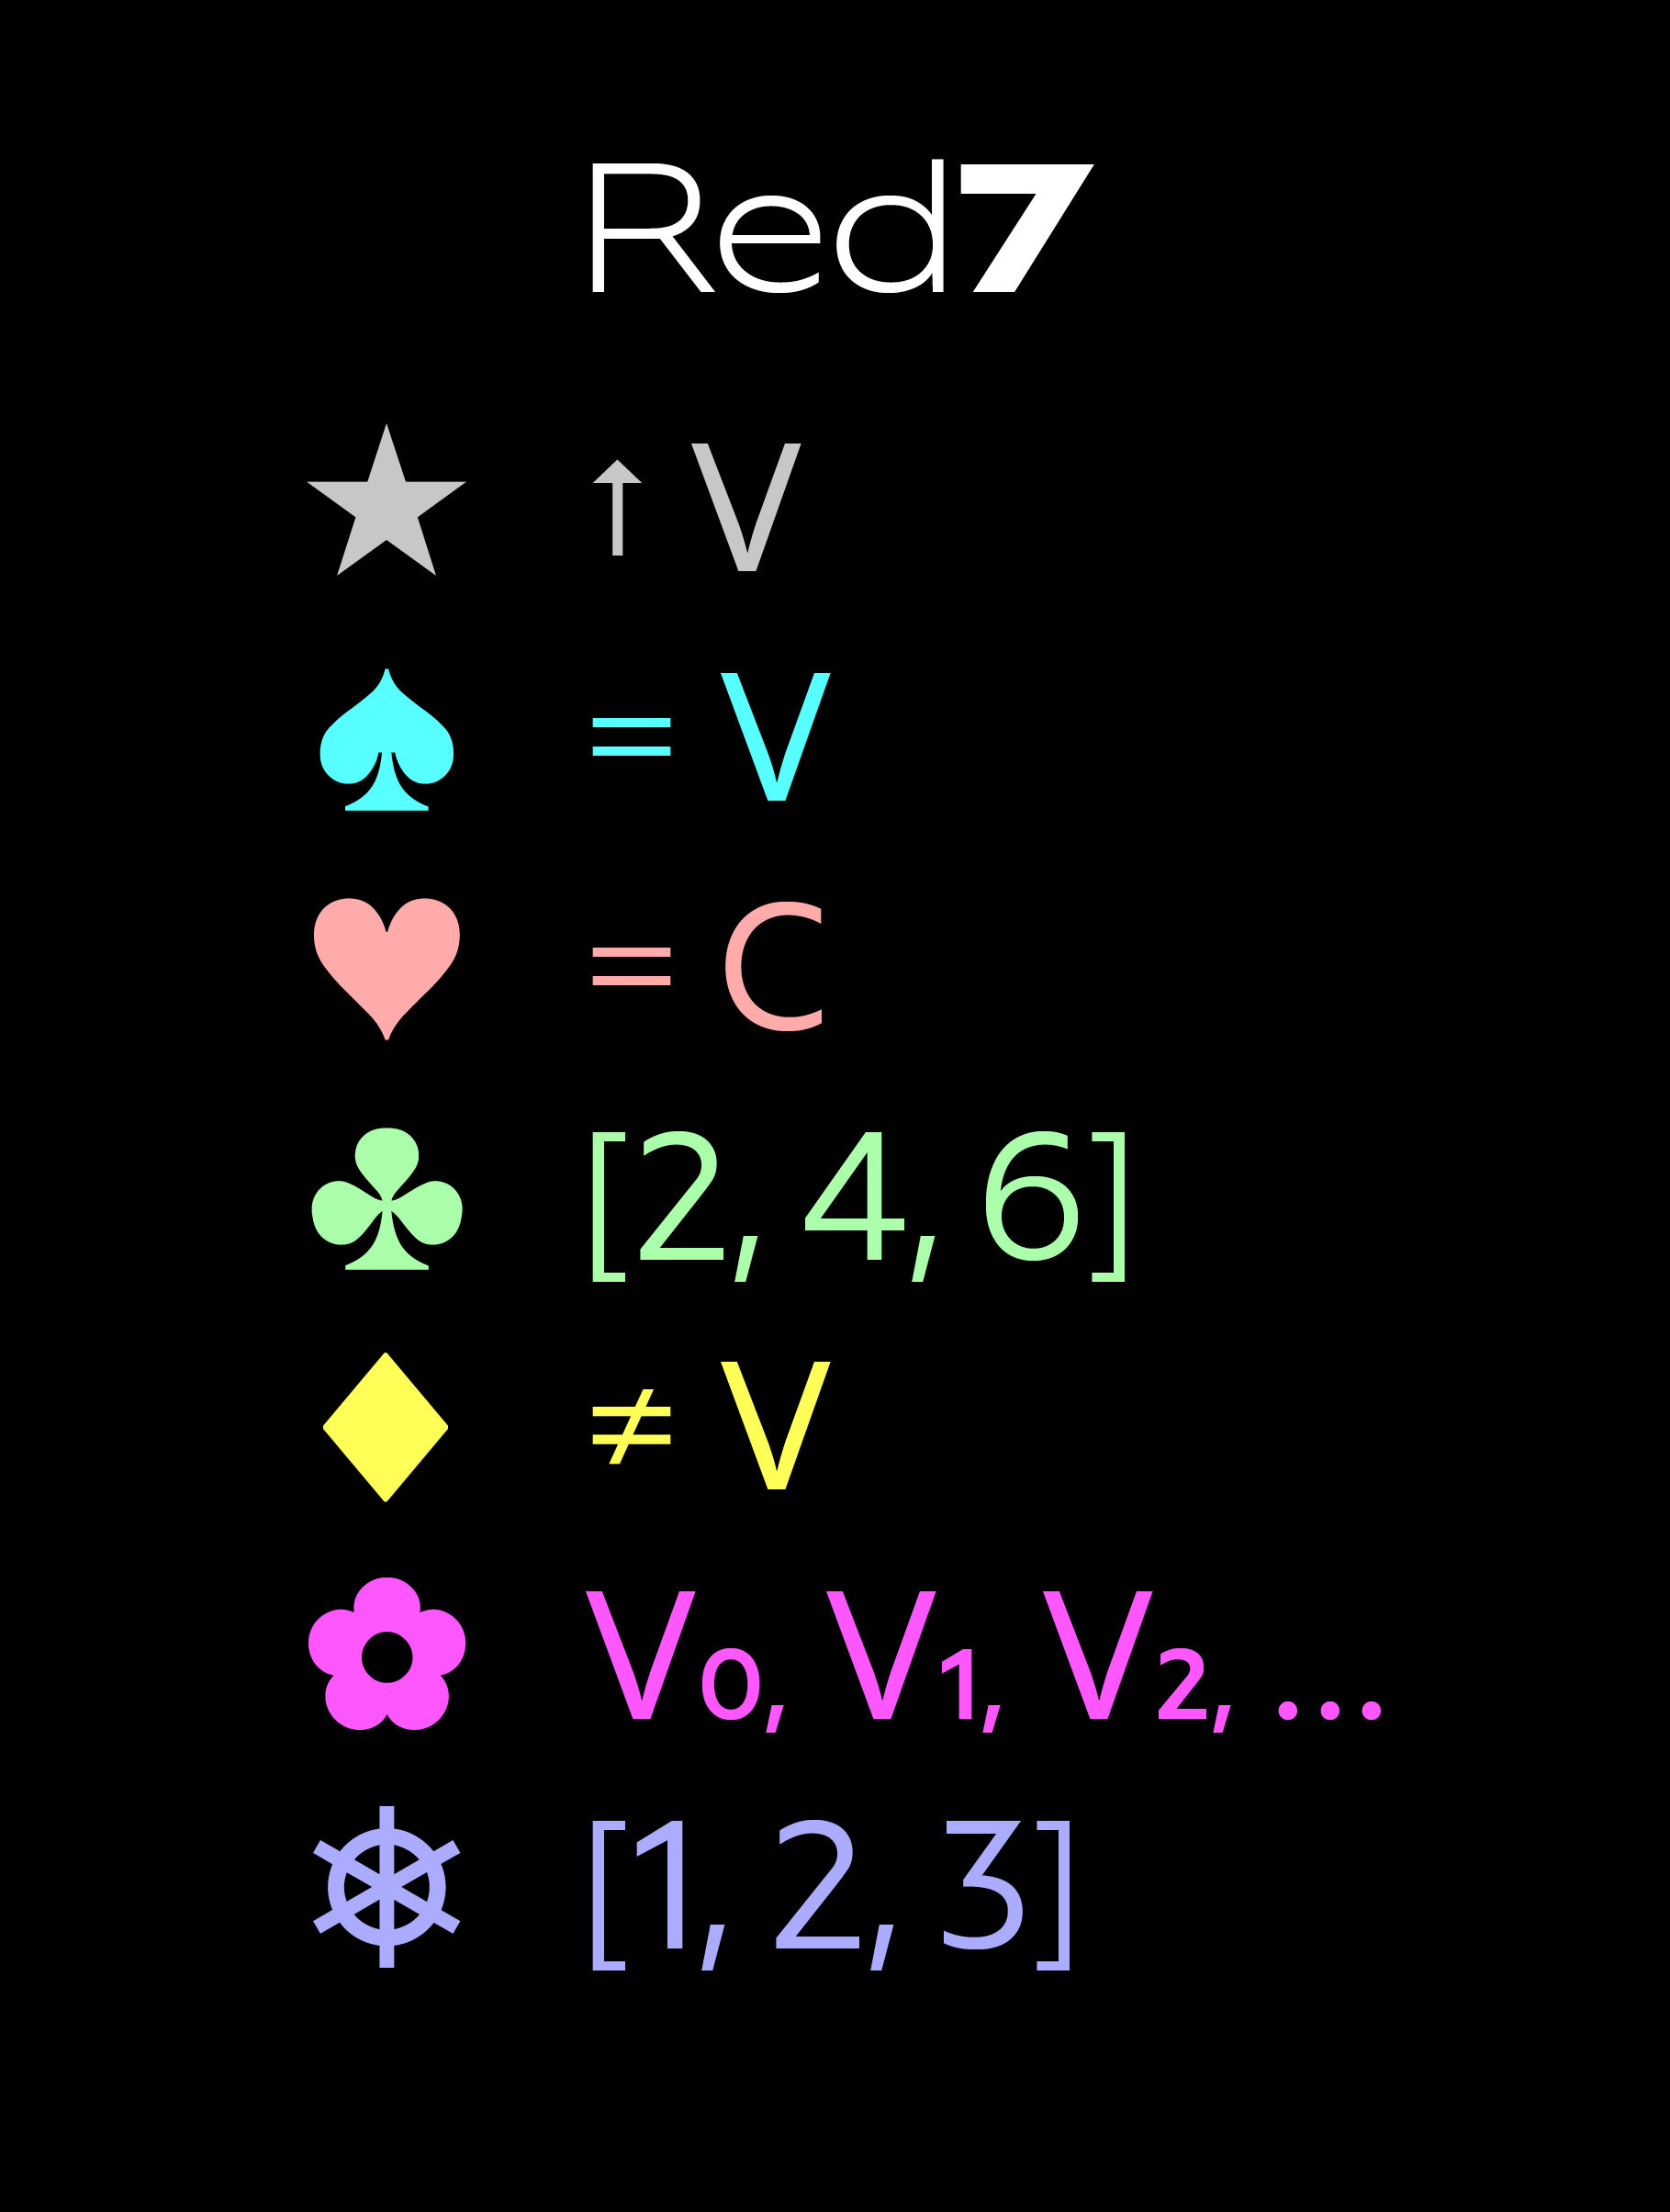 Red7
★ ↑ V
♠ = V
♥ = C
♣ [2, 4, 6]
♦ ≠ V
✿ V₀, V₁, V₂, ...
⎈ [1, 2, 3]